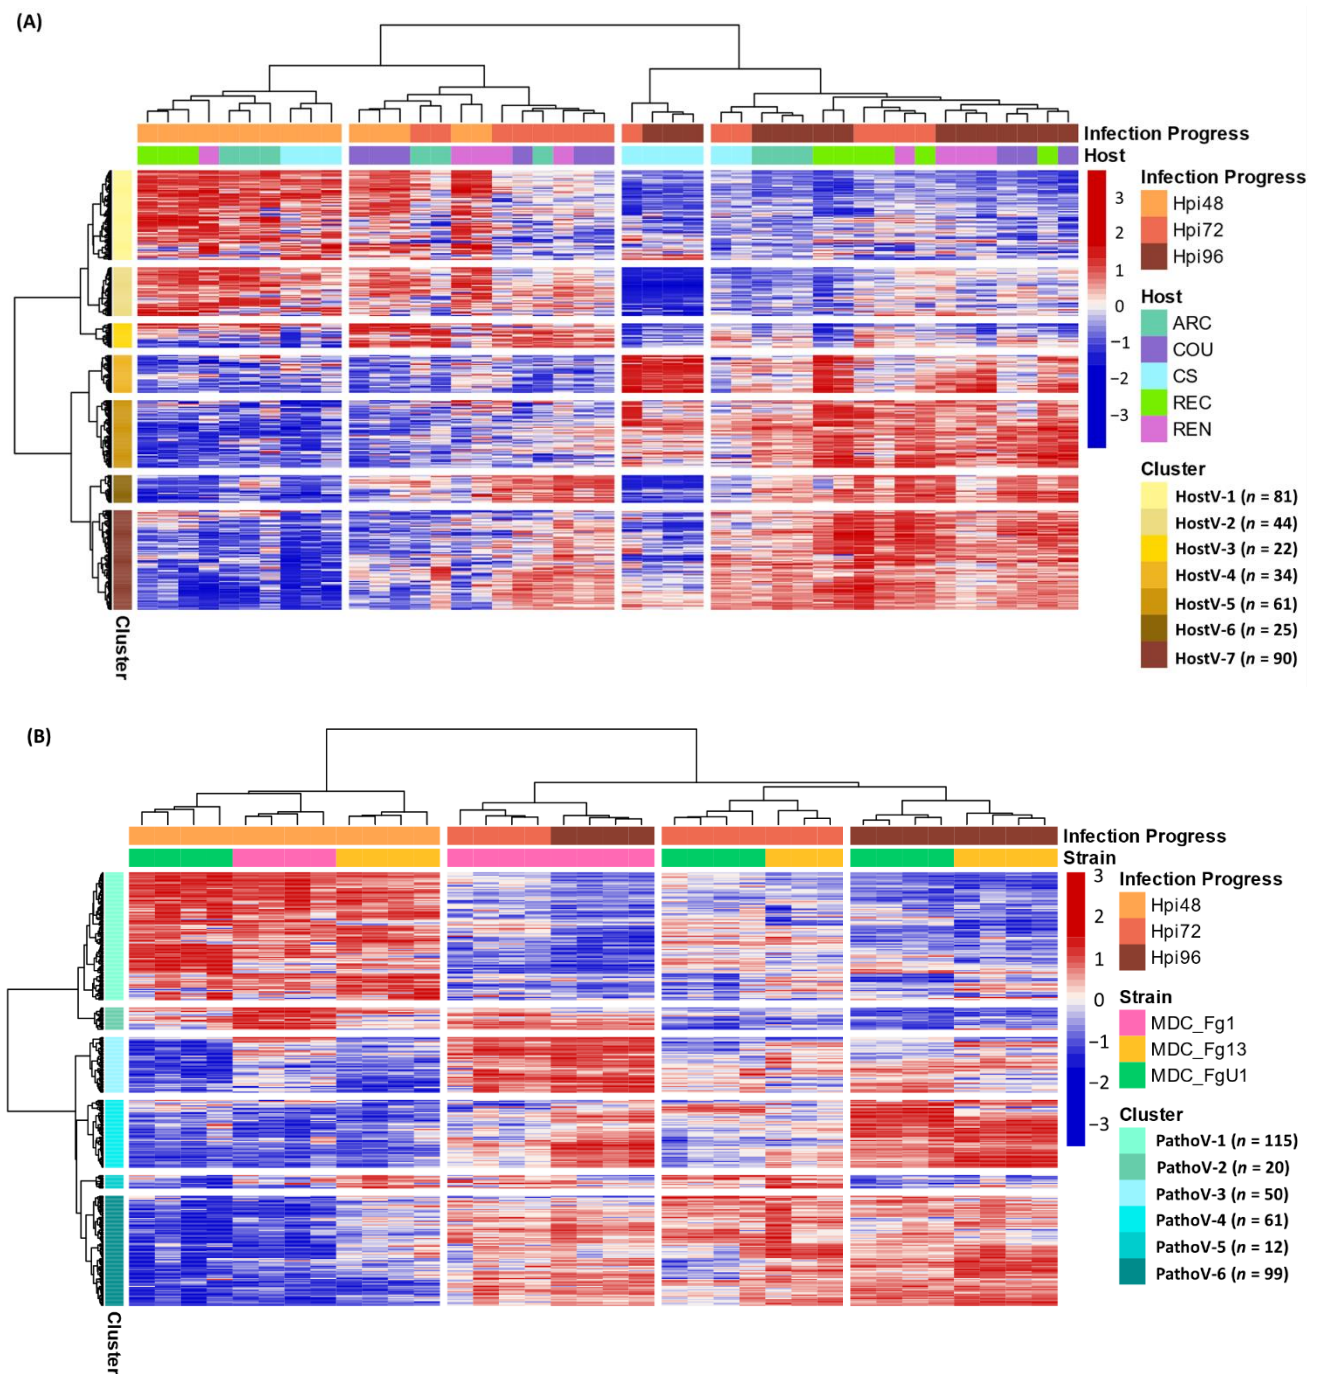 (A)
Infection Progress
Host
3
2
1
0
−1
−2
−3
Infection Progress
Hpi48
Hpi72
Hpi96
Host
ARC
COU
CS
REC
REN
Cluster
HostV-1 (n = 81)
HostV-2 (n = 44)
HostV-3 (n = 22)
HostV-4 (n = 34)
HostV-5 (n = 61)
HostV-6 (n = 25)
HostV-7 (n = 90)
Cluster
(B)
Infection Progress
Strain
3
2
1
0
−1
−2
−3
Infection Progress
Hpi48
Hpi72
Hpi96
Strain
MDC_Fg1
MDC_Fg13
MDC_FgU1
Cluster
PathoV-1 (n = 115)
PathoV-2 (n = 20)
PathoV-3 (n = 50)
PathoV-4 (n = 61)
PathoV-5 (n = 12)
PathoV-6 (n = 99)
Cluster